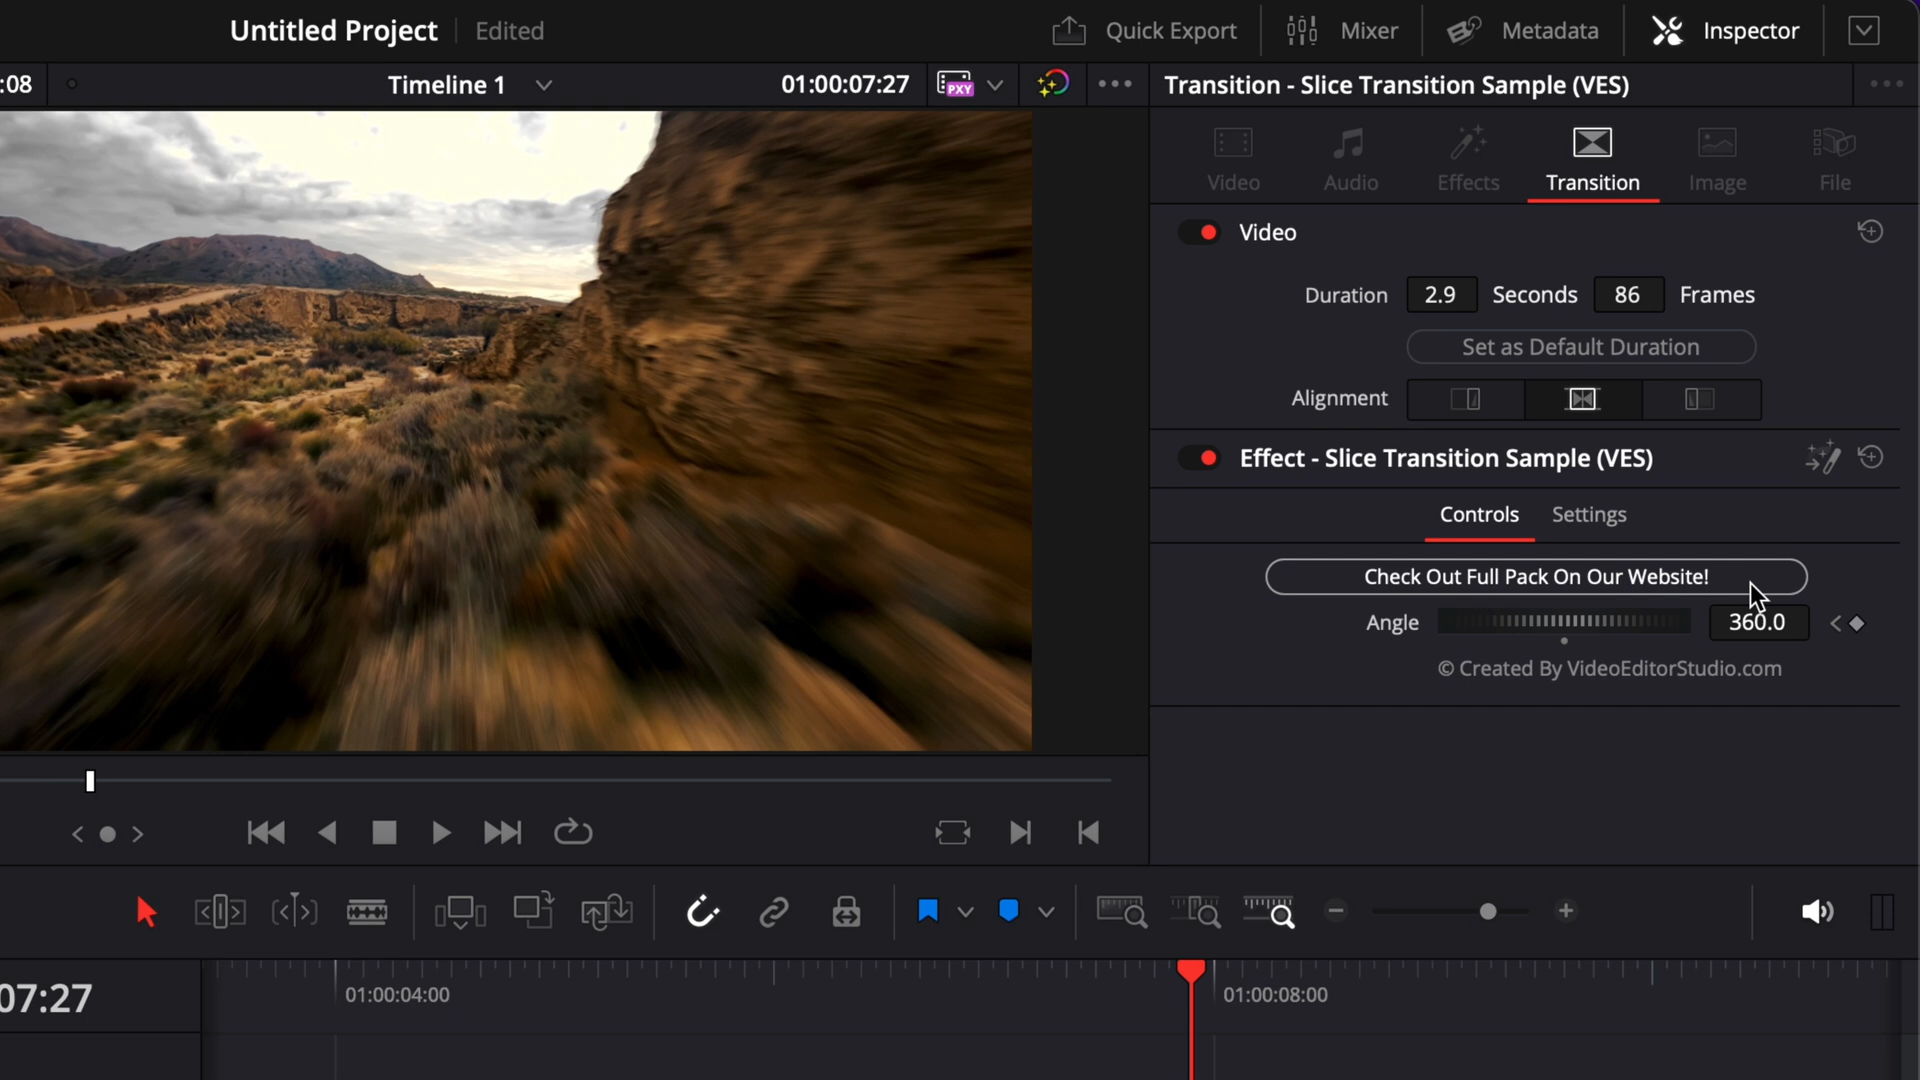 Untitled Project
Edited
Quick Export
Mixer
Metadata
Inspector
:08
Timeline 1
01:00:07:27
PXY
Transition - Slice Transition Sample (VES)
Video
Audio
Effects
Transition
Image
File
Video
Duration 2.9 Seconds 86 Frames
Set as Default Duration
Alignment
Effect - Slice Transition Sample (VES)
Controls
Settings
Check Out Full Pack On Our Website!
Angle 360.0
© Created By VideoEditorStudio.com
07:27
01:00:04:00
01:00:08:00